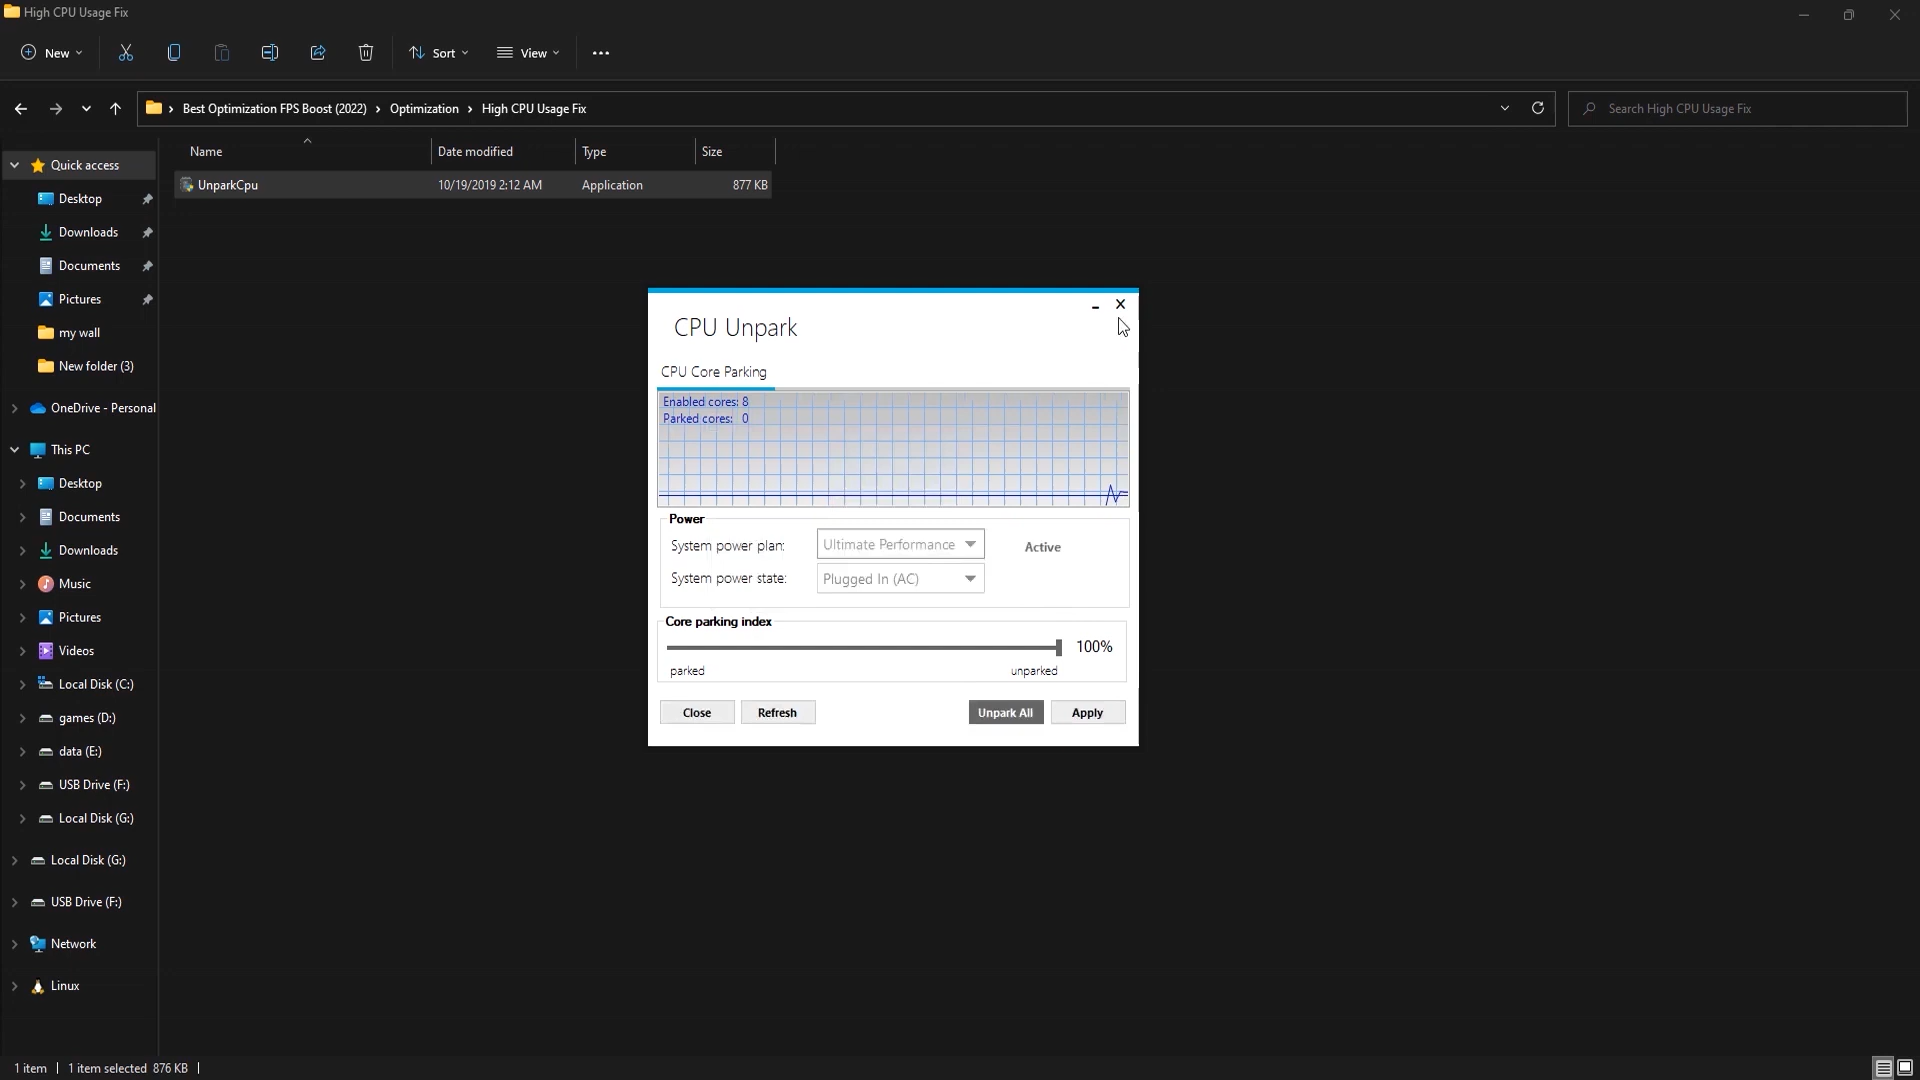 High CPU Usage Fix
New
Sort
View
Best Optimization FPS Boost (2022) > Optimization > High CPU Usage Fix
Search High CPU Usage Fix
Name
Date modified
Type
Size
UnparkCpu
10/19/2019 2:12 AM
Application
877 KB
Quick access
Desktop
Downloads
Documents
Pictures
my wall
New folder (3)
OneDrive - Personal
This PC
Desktop
Documents
Downloads
Music
Pictures
Videos
Local Disk (C:)
games (D:)
data (E:)
USB Drive (F:)
Local Disk (G:)
Local Disk (G:)
USB Drive (F:)
Network
Linux
CPU Unpark
CPU Core Parking
Enabled cores: 8
Parked cores: 0
Power
System power plan:
Ultimate Performance
Active
System power state:
Plugged In (AC)
Core parking index
100%
parked
unparked
Close
Refresh
Unpark All
Apply
1 item
1 item selected 876 KB